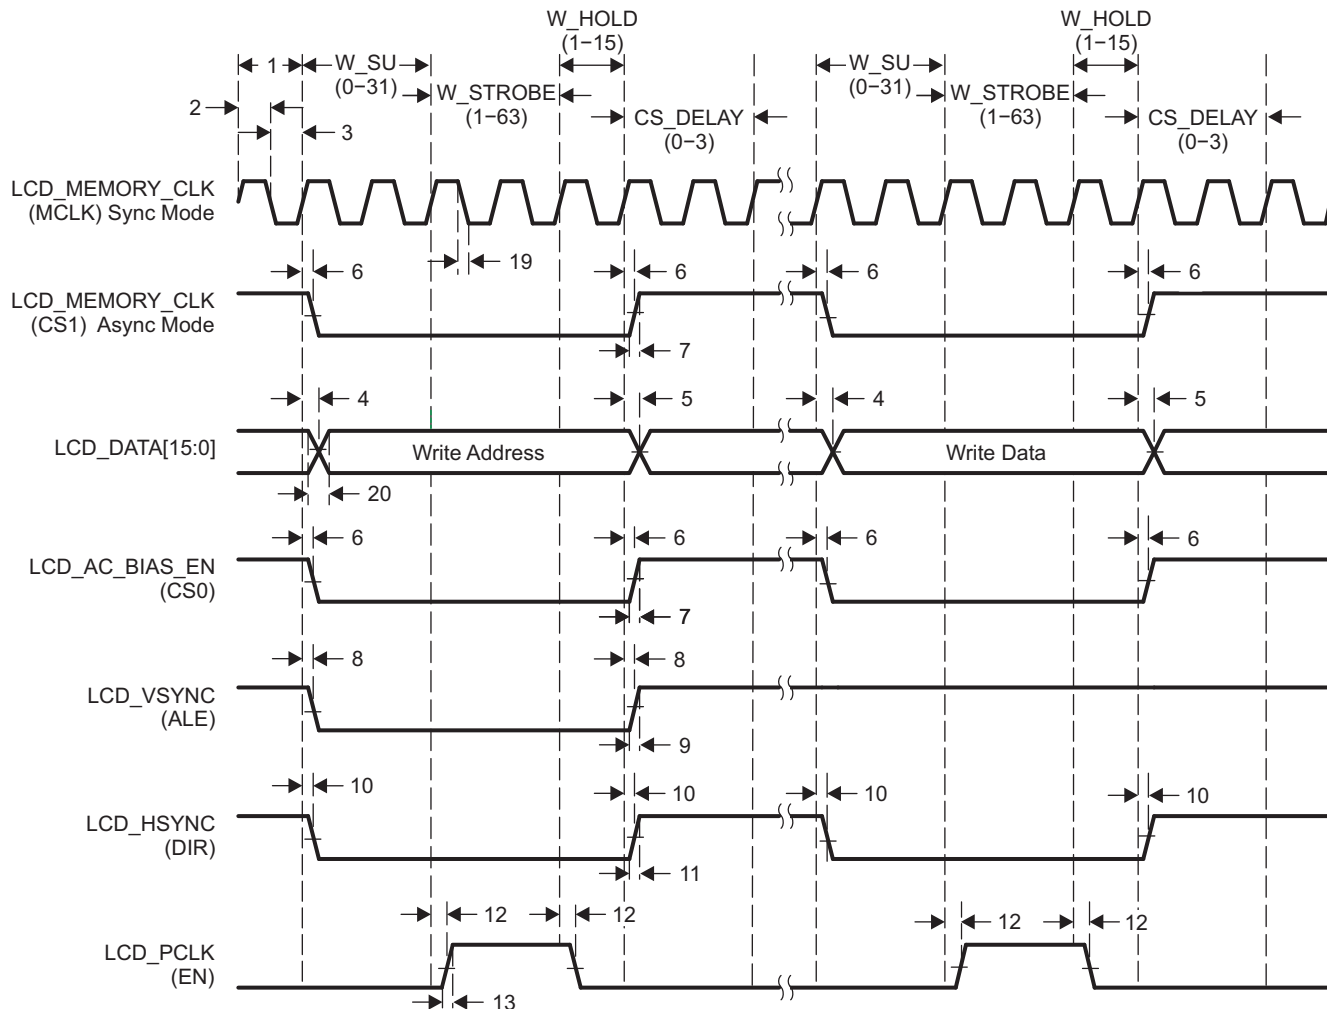 W_HOLD
(1−15)
W_HOLD
(1−15)
1
W_SU
(0−31)
W_SU
(0−31)
2
W_STROBE
(1−63)
CS_DELAY
(0−3)
W_STROBE
(1−63)
CS_DELAY
(0−3)
3
LCD_MEMORY_CLK
(MCLK) Sync Mode
19
6
6
6
6
LCD_MEMORY_CLK
(CS1) Async Mode
7
4
5
4
5
LCD_DATA[15:0]
Write Address
Write Data
20
6
6
6
6
LCD_AC_BIAS_EN
(CS0)
7
8
8
LCD_VSYNC
(ALE)
9
10
10
10
10
LCD_HSYNC
(DIR)
11
12
12
12
12
LCD_PCLK
(EN)
13